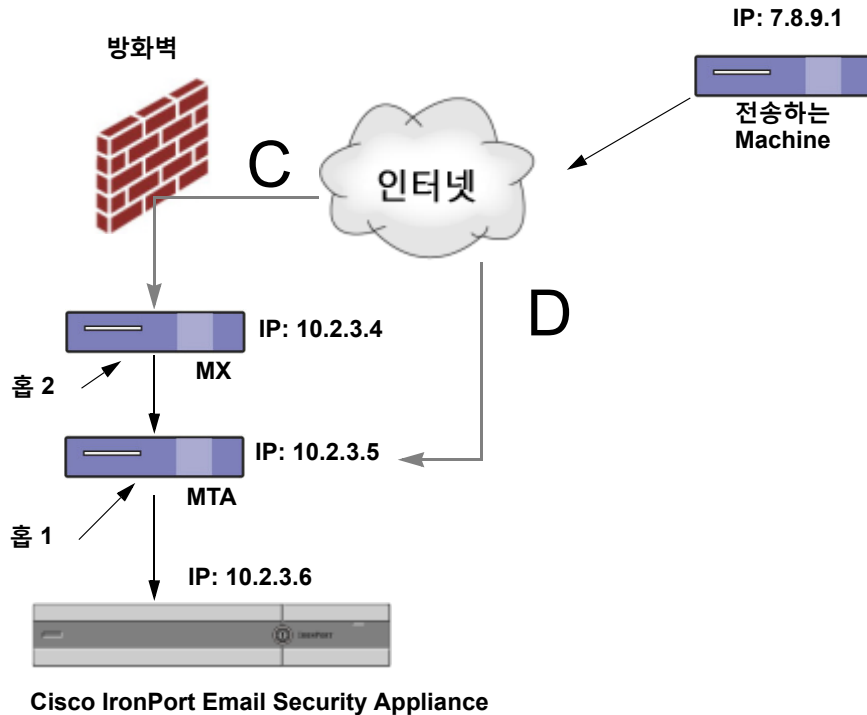 IP: 7.8.9.1
방화벽
전송하는
Machine
C
인터넷
D
IP: 10.2.3.4
MX
홉 2
IP: 10.2.3.5
MTA
홉 1
IP: 10.2.3.6
IRONPORT
Cisco IronPort Email Security Appliance